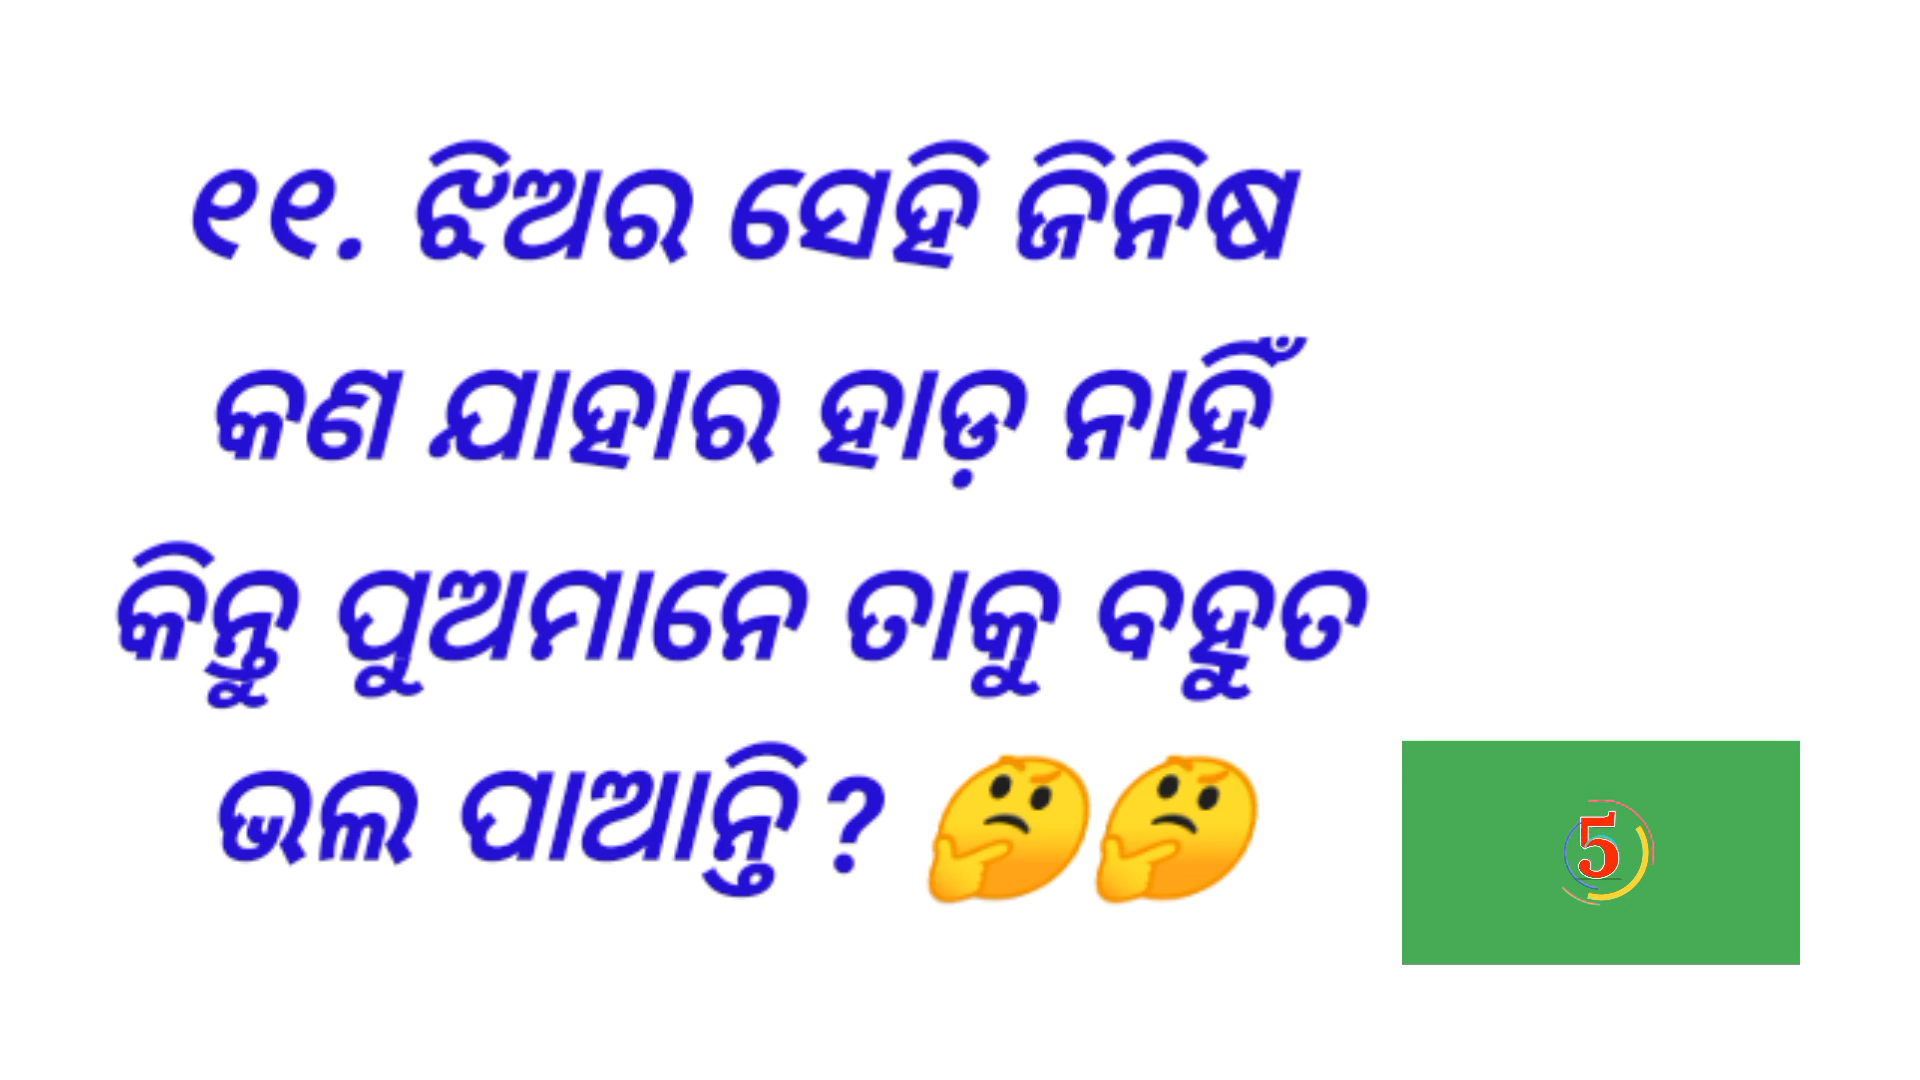 ୧୧. ଝିଅର ସେହି ଜିନିଷ
କଣ ଯାହାର ହାଡ଼ ନାହିଁ
କିନ୍ତୁ ପୁଅମାନେ ତାକୁ ବହୁତ
ଭଲ ପାଆନ୍ତି ? 🤔🤔
5